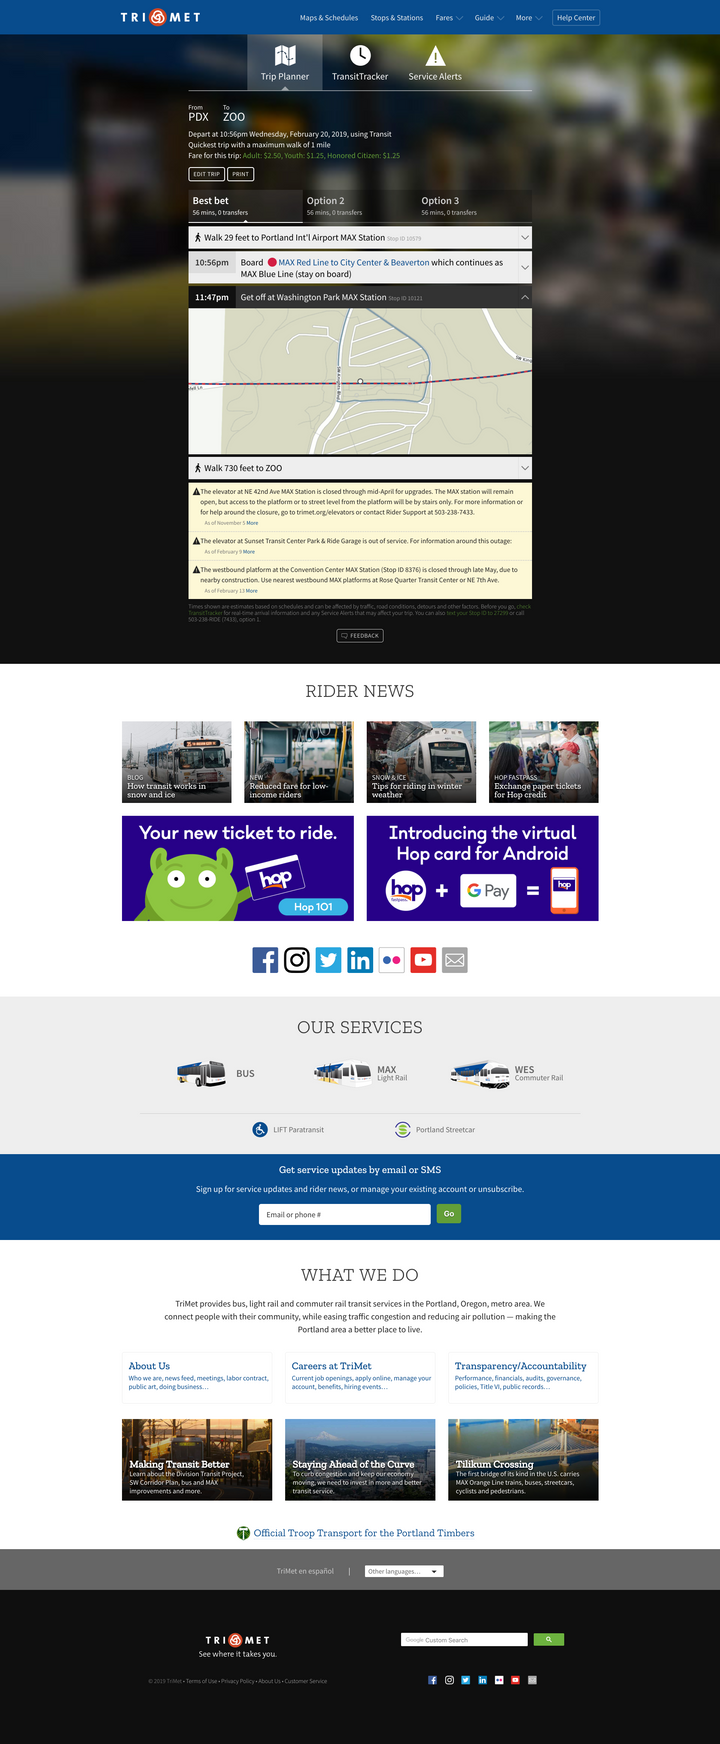 TRIMET
Maps & Schedules
Stops & Stations
Fares
Guide
More
Help Center
Trip Planner
TransitTracker
Service Alerts
From
PDX
To
ZOO
Depart at 10:56pm Wednesday, February 20, 2019, using Transit
Quickest trip with a maximum walk of 1 mile
Fare for this trip: Adult: $2.50, Youth: $1.25, Honored Citizen: $1.25
EDIT TRIP
PRINT
Best bet
56 mins, 0 transfers
Option 2
56 mins, 0 transfers
Option 3
56 mins, 0 transfers
Walk 29 feet to Portland Int'l Airport MAX Station Stop ID 10579
10:56pm
Board MAX Red Line to City Center & Beaverton which continues as
MAX Blue Line (stay on board)
11:47pm
Get off at Washington Park MAX Station Stop ID 10121
Walk 730 feet to ZOO
The elevator at NE 42nd Ave MAX Station is closed through mid-April for upgrades. The MAX station will remain
open, but access to the platform or to street level from the platform will be by stairs only. For more information or
for help around the closure, go to trimet.org/elevators or contact Rider Support at 503-238-7433.
As of November 5 More
The elevator at Sunset Transit Center Park & Ride Garage is out of service. For information around this outage:
As of February 9 More
The westbound platform at the Convention Center MAX Station (Stop ID 8376) is closed through late May, due to
nearby construction. Use nearest westbound MAX platforms at Rose Quarter Transit Center or NE 7th Ave.
As of February 13 More
Times shown are estimates based on schedules and can be affected by traffic, road conditions, detours and other factors. Before you go, check
TransitTracker for real-time arrival information and any Service Alerts that may affect your trip. You can also text your Stop ID to 27299 or call
503-238-RIDE (7433), option 1.
FEEDBACK
RIDER NEWS
BLOG
How transit works in
snow and ice
NEW
Reduced fare for low-
income riders
SNOW & ICE
Tips for riding in winter
weather
HOP FASTPASS
Exchange paper tickets
for Hop credit
Your new ticket to ride.
hop
Hop 101
Introducing the virtual
Hop card for Android
hop
fastpass
+
G Pay
=
hop
OUR SERVICES
BUS
MAX
Light Rail
WES
Commuter Rail
LIFT Paratransit
Portland Streetcar
Get service updates by email or SMS
Sign up for service updates and rider news, or manage your existing account or unsubscribe.
Email or phone #
Go
WHAT WE DO
TriMet provides bus, light rail and commuter rail transit services in the Portland, Oregon, metro area. We
connect people with their community, while easing traffic congestion and reducing air pollution — making the
Portland area a better place to live.
About Us
Who we are, news feed, meetings, labor contract,
public art, doing business…
Careers at TriMet
Current job openings, apply online, manage your
account, benefits, hiring events…
Transparency/Accountability
Performance, financials, audits, governance,
policies, Title VI, public records…
Making Transit Better
Learn about the Division Transit Project,
SW Corridor Plan, bus and MAX
improvements and more.
Staying Ahead of the Curve
To curb congestion and keep our economy
moving, we need to invest in more and better
transit service.
Tilikum Crossing
The first bridge of its kind in the U.S. carries
MAX Orange Line trains, buses, streetcars,
cyclists and pedestrians.
Official Troop Transport for the Portland Timbers
TriMet en español
|
Other languages…
TRIMET
See where it takes you.
Google Custom Search
© 2019 TriMet • Terms of Use • Privacy Policy • About Us • Customer Service